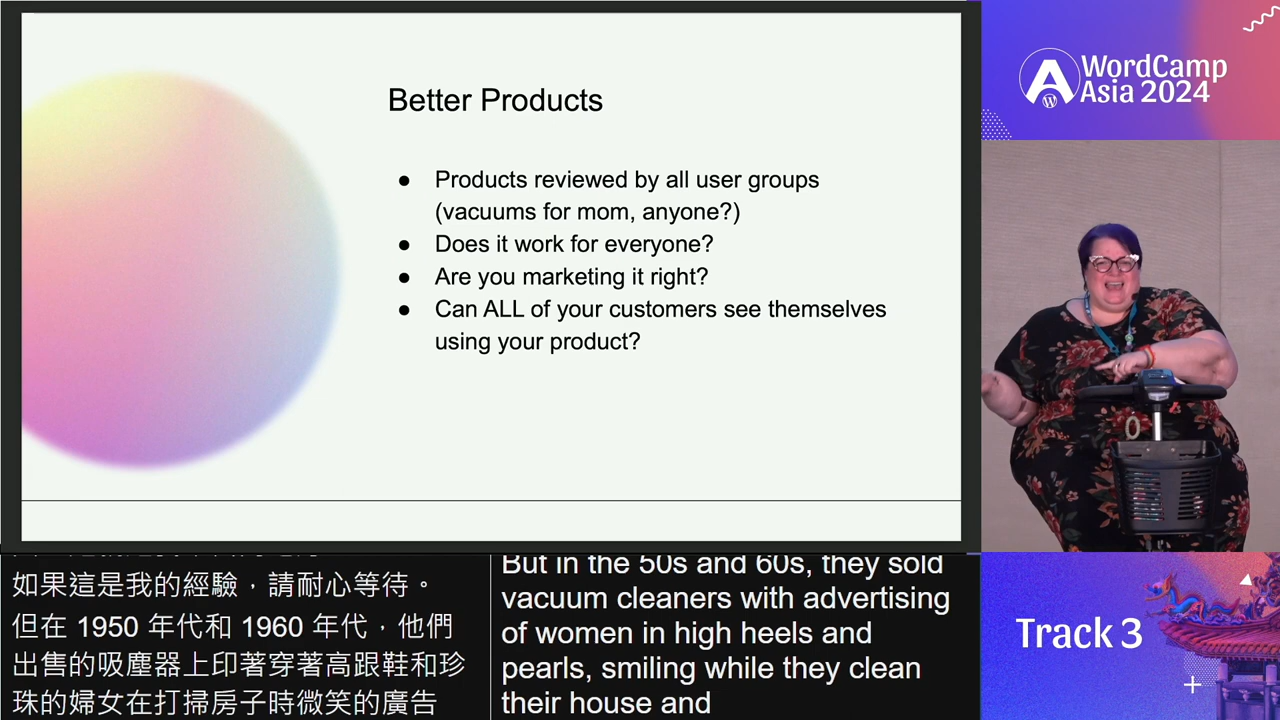 Better Products
● Products reviewed by all user groups
(vacuums for mom, anyone?)
● Does it work for everyone?
● Are you marketing it right?
● Can ALL of your customers see themselves
using your product?
WordCamp
Asia 2024
Track 3
如果這是我的經驗，請耐心等待。
但在 1950 年代和 1960 年代，他們
出售的吸塵器上印著穿著高跟鞋和珍
珠的婦女在打掃房子時微笑的廣告
But in the 50s and 60s, they sold
vacuum cleaners with advertising
of women in high heels and
pearls, smiling while they clean
their house and